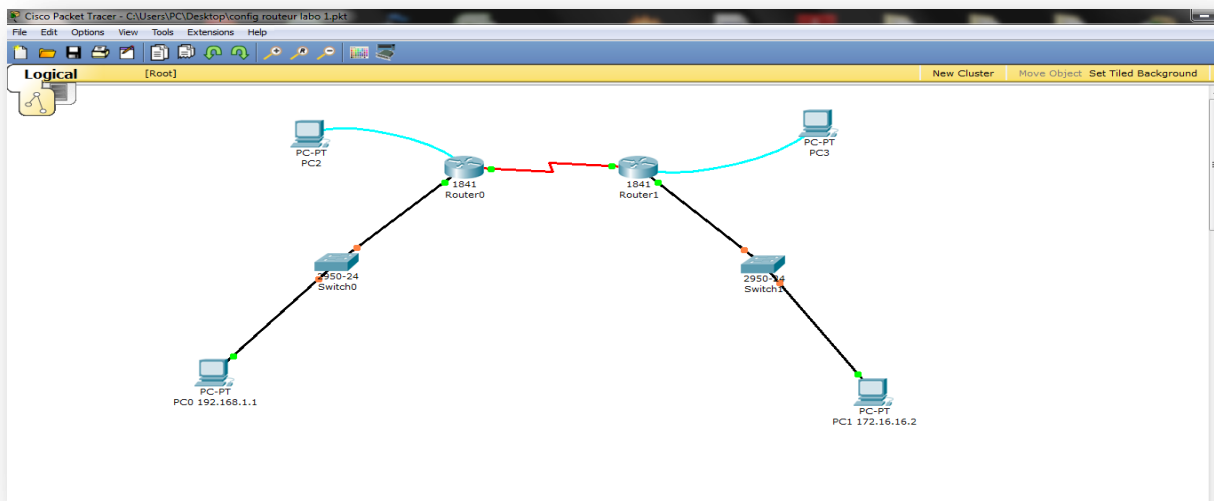 Cisco Packet Tracer - C:\Users\PC\Desktop\config routeur labo 1.pkt
File Edit Options View Tools Extensions Help
Logical [Root] New Cluster Move Object Set Tiled Background
PC-PT
PC2
PC-PT
PC3
1841
Router0
1841
Router1
2950-24
Switch0
2950-24
Switch1
PC-PT
PC0 192.168.1.1
PC-PT
PC1 172.16.16.2